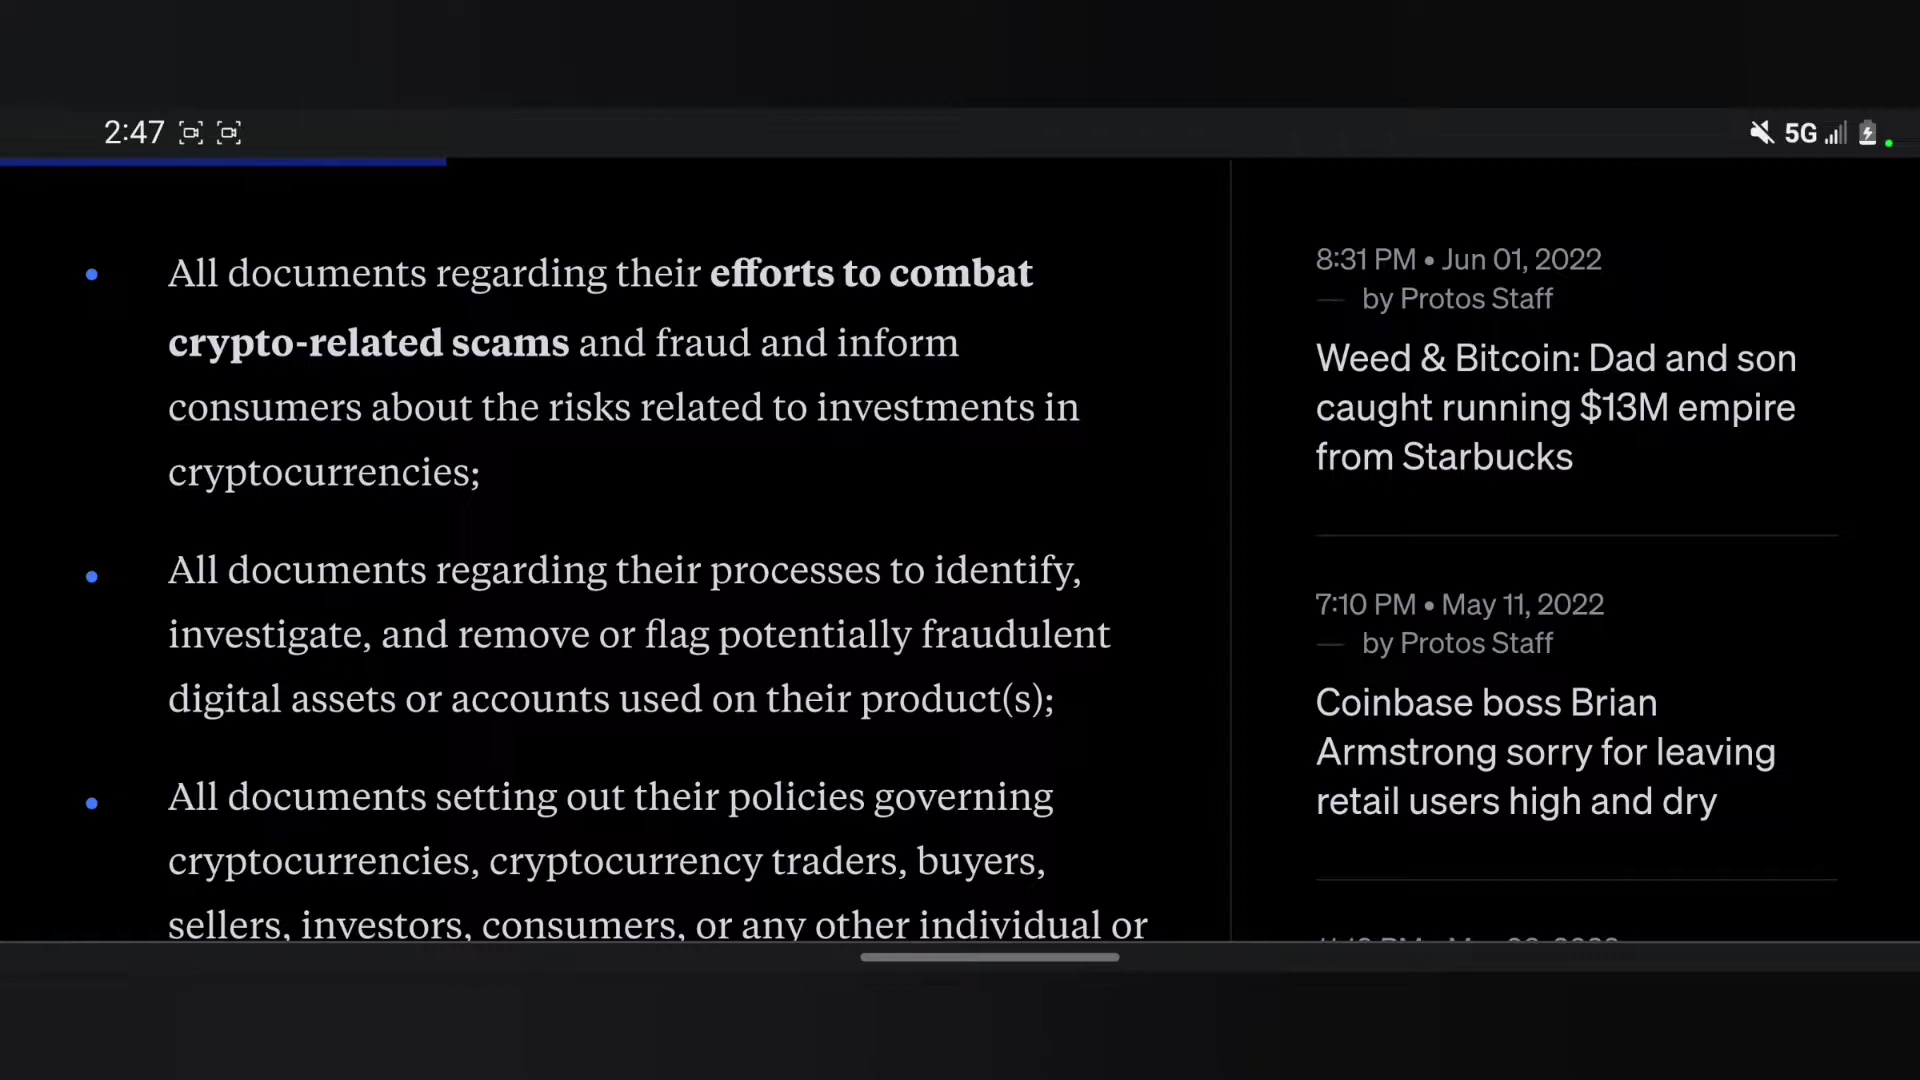 2:47
5G
All documents regarding their efforts to combat
crypto-related scams and fraud and inform
consumers about the risks related to investments in
cryptocurrencies;
All documents regarding their processes to identify,
investigate, and remove or flag potentially fraudulent
digital assets or accounts used on their product(s);
All documents setting out their policies governing
cryptocurrencies, cryptocurrency traders, buyers,
sellers, investors, consumers, or any other individual or
8:31 PM • Jun 01, 2022
— by Protos Staff
Weed & Bitcoin: Dad and son
caught running $13M empire
from Starbucks
7:10 PM • May 11, 2022
— by Protos Staff
Coinbase boss Brian
Armstrong sorry for leaving
retail users high and dry